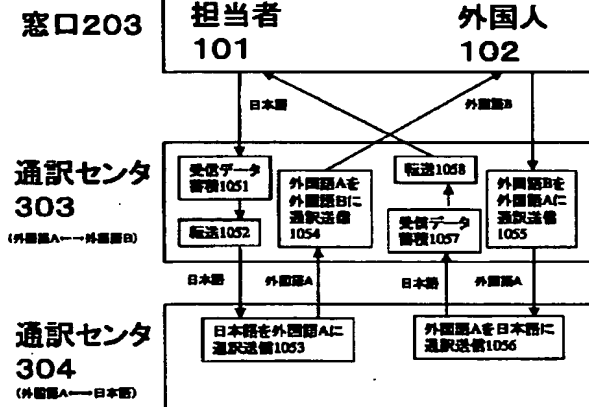 窓口203
担当者
101
外国人
102
日本語
外国語B
通訳センタ
303
(外国語A←→外国語B)
受信データ
蓄積1051
転送1052
外国語Aを
外国語Bに
通訳送信
1054
転送1058
受信データ
蓄積1057
外国語Bを
外国語Aに
通訳送信
1055
日本語
外国語A
日本語
外国語A
通訳センタ
304
(外国語A←→日本語)
日本語を外国語Aに
通訳送信1053
外国語Aを日本語に
通訳送信1056